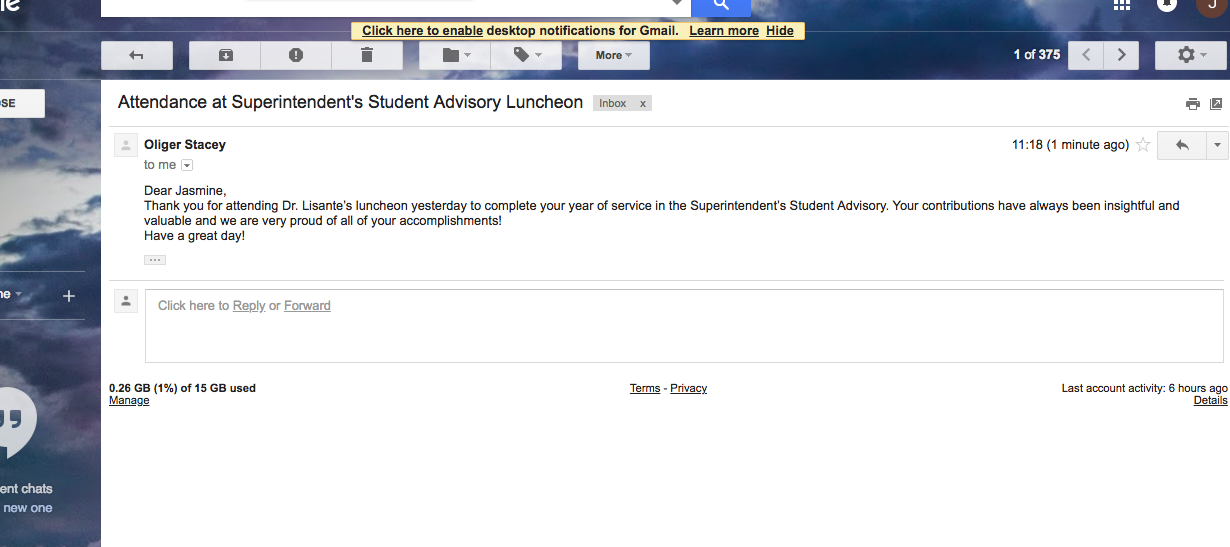 Click here to enable desktop notifications for Gmail. Learn more Hide
More
1 of 375
Attendance at Superintendent's Student Advisory Luncheon Inbox x
Oliger Stacey
11:18 (1 minute ago)
to me
Dear Jasmine,
Thank you for attending Dr. Lisante's luncheon yesterday to complete your year of service in the Superintendent's Student Advisory. Your contributions have always been insightful and
valuable and we are very proud of all of your accomplishments!
Have a great day!
Click here to Reply or Forward
0.26 GB (1%) of 15 GB used
Manage
Terms - Privacy
Last account activity: 6 hours ago
Details
chats
new one
J